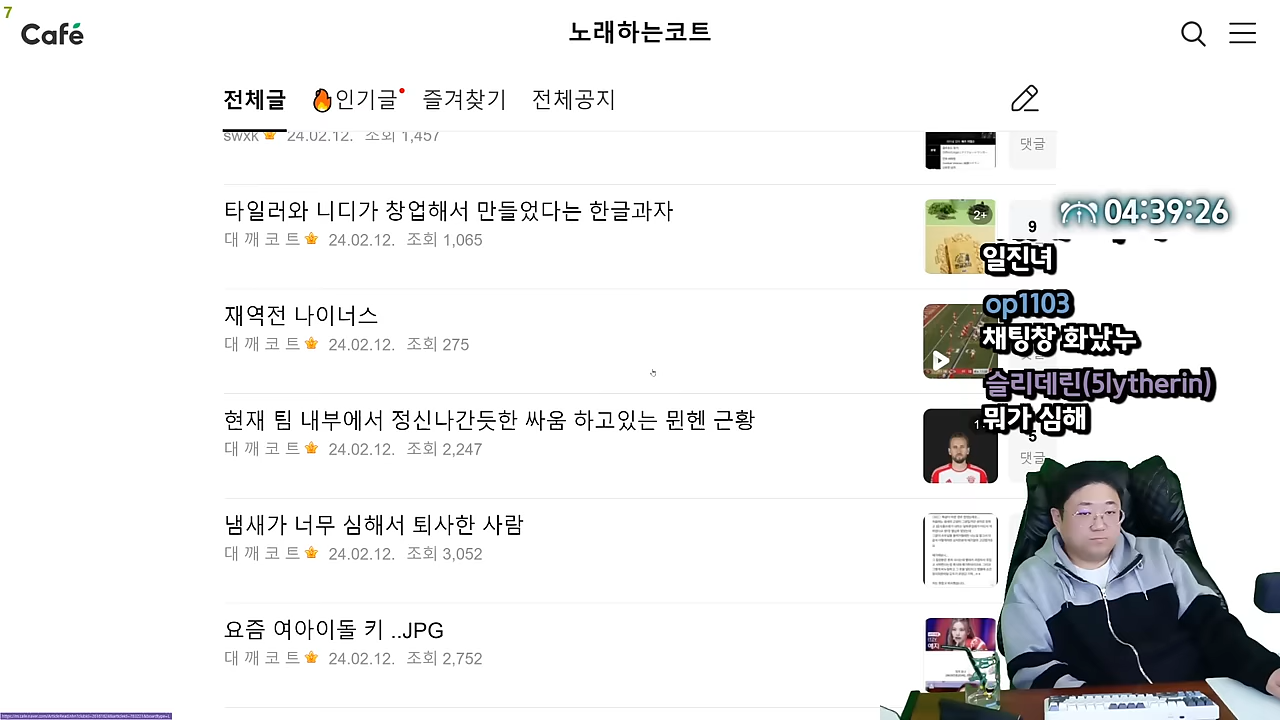 7
Café
노래하는코트
전체글 인기글 즐겨찾기 전체공지
swxk 24.02.12. 조회 1,457
댓글
타일러와 니디가 창업해서 만들었다는 한글과자
대 깨 코 트 24.02.12. 조회 1,065
2+
9
04:39:26
일진녀
재역전 나이너스
대 깨 코 트 24.02.12. 조회 275
op1103
채팅창 화났누
슬리데린(5lytherin)
뭐가 심해
현재 팀 내부에서 정신나간듯한 싸움 하고있는 뮌헨 근황
대 깨 코 트 24.02.12. 조회 2,247
5
댓글
너무 심해서 퇴사한 사람
대 깨 코 트 24.02.12. 조회 3,052
요즘 여아이돌 키 ..JPG
대 깨 코 트 24.02.12. 조회 2,752
예지